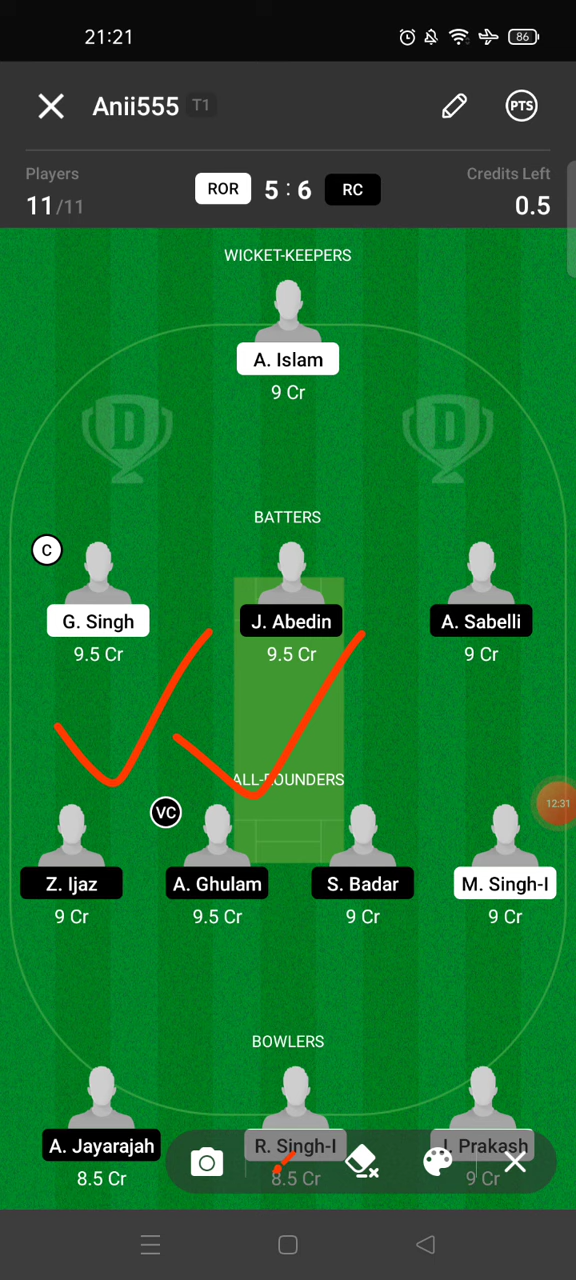 21:21
86
Anii555 T1
PTS
Players
Credits Left
11/11
ROR 5 : 6 RC
0.5
WICKET-KEEPERS
A. Islam
9 Cr
D D
BATTERS
C
G. Singh J. Abedin A. Sabelli
9.5 Cr 9.5 Cr 9 Cr
ALL-ROUNDERS
VC
12:31
Z. Ijaz A. Ghulam S. Badar M. Singh-I
9 Cr 9.5 Cr 9 Cr 9 Cr
BOWLERS
A. Jayarajah R. Singh-I I. Prakash
8.5 Cr 8.5 Cr 9 Cr